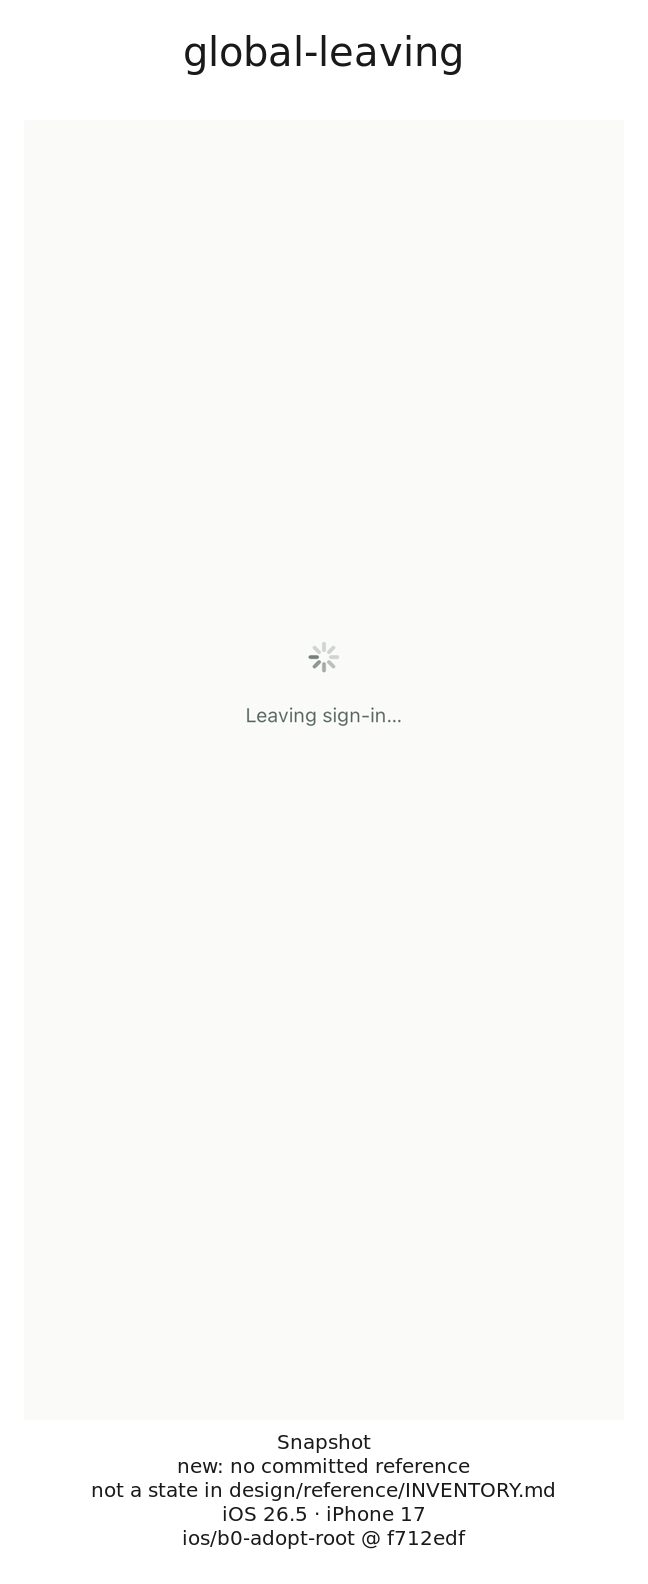 global-leaving
Leaving sign-in…
Snapshot
new: no committed reference
not a state in design/reference/INVENTORY.md
iOS 26.5 · iPhone 17
ios/b0-adopt-root @ f712edf